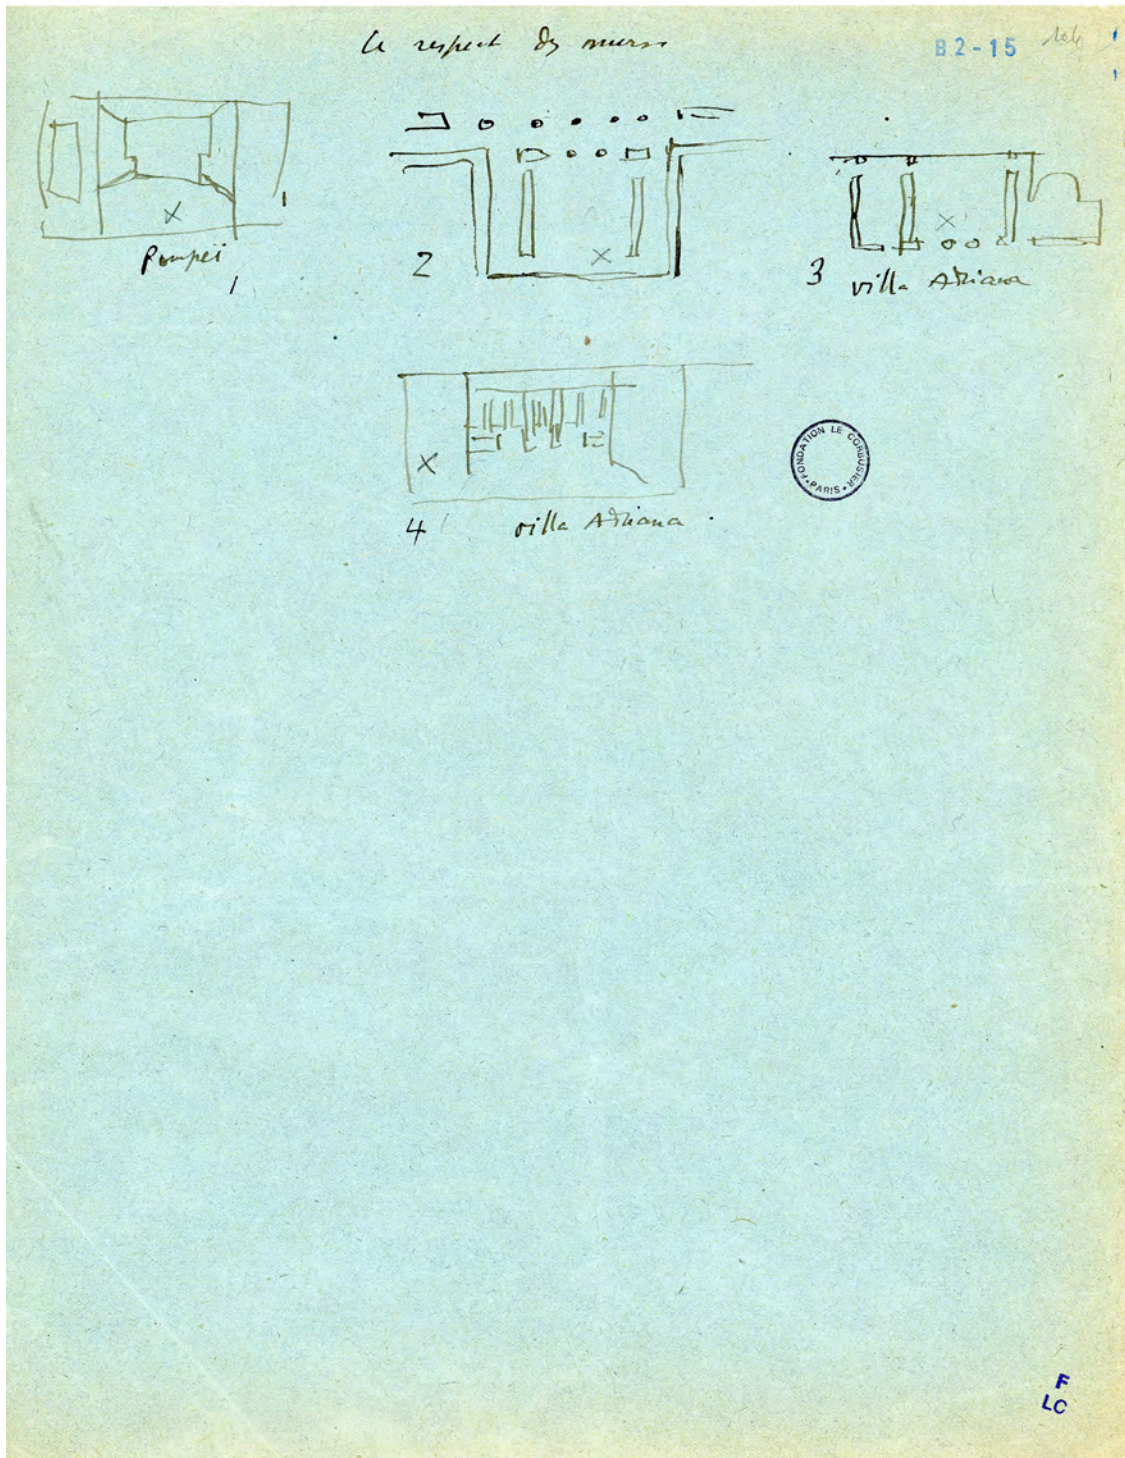 le respect des murs
B2-15
Pompei
1
2
3 villa Adriana
4 villa Adriana
FONDATION LE CORBUSIER
PARIS
F
LC